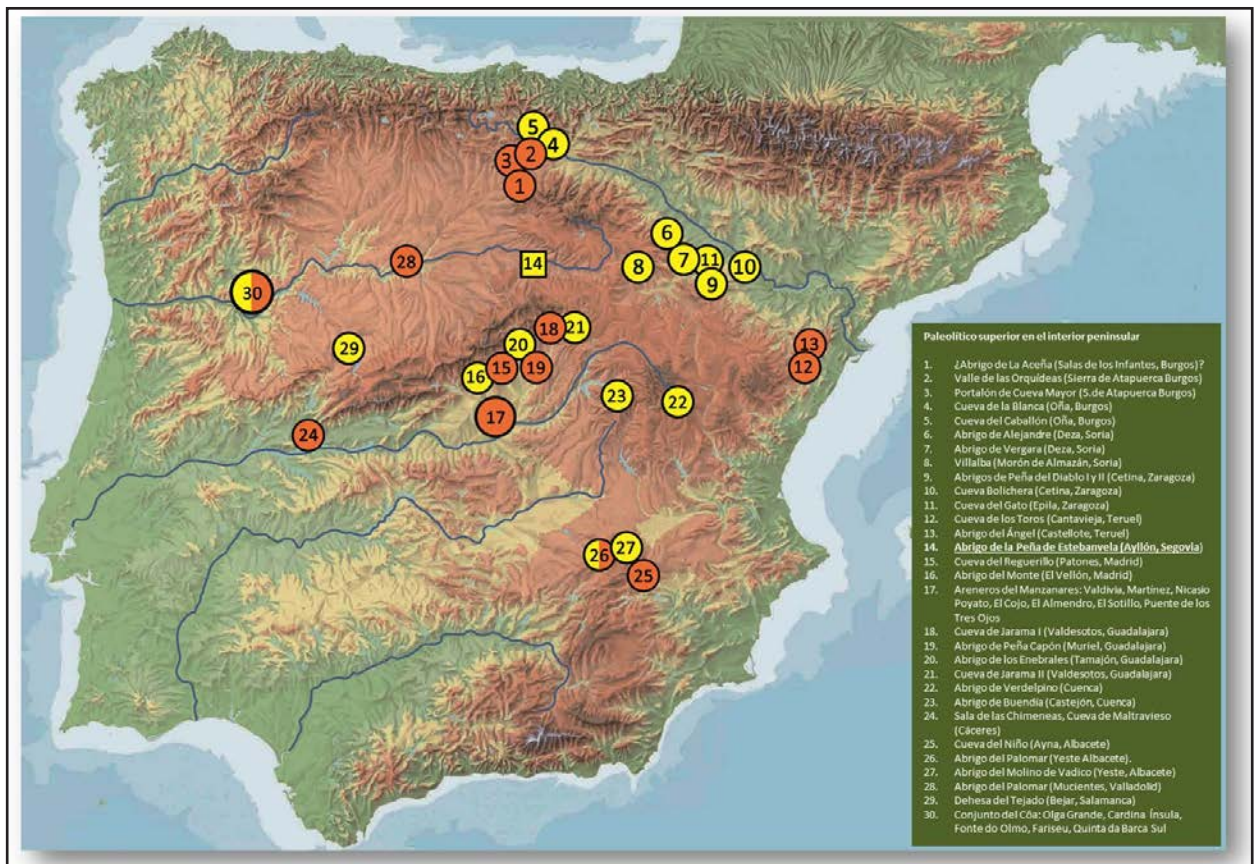 5
4
2
3
1
6
7
11
10
8
9
14
28
30
18
21
20
29
13
15
19
16
12
23
22
17
24
27
26
25
Paleolítico superior en el interior peninsular
1. ¿Abrigo de La Aceña (Salas de los Infantes, Burgos)?
2. Valle de las Orquídeas (Sierra de Atapuerca Burgos)
3. Portalón de Cueva Mayor (S.de Atapuerca Burgos)
4. Cueva de la Blanca (Oña, Burgos)
5. Cueva del Caballón (Oña, Burgos)
6. Abrigo de Alejandre (Deza, Soria)
7. Abrigo de Vergara (Deza, Soria)
8. Villalba (Morón de Almazán, Soria)
9. Abrigos de Peña del Diablo I y II (Cetina, Zaragoza)
10. Cueva Bolichera (Cetina, Zaragoza)
11. Cueva del Gato (Epila, Zaragoza)
12. Cueva de los Toros (Cantavieja, Teruel)
13. Abrigo del Ángel (Castellote, Teruel)
14. Abrigo de la Peña de Estebanvela (Ayllón, Segovia)
15. Cueva del Reguerillo (Patones, Madrid)
16. Abrigo del Monte (El Vellón, Madrid)
17. Areneros del Manzanares: Valdivia, Martínez, Nicasio
Poyato, El Cojo, El Almendro, El Sotillo, Puente de los
Tres Ojos
18. Cueva de Jarama I (Valdesotos, Guadalajara)
19. Abrigo de Peña Capón (Muriel, Guadalajara)
20. Abrigo de los Enebrales (Tamajón, Guadalajara)
21. Cueva de Jarama II (Valdesotos, Guadalajara)
22. Abrigo de Verdelpino (Cuenca)
23. Abrigo de Buendía (Castejón, Cuenca)
24. Sala de las Chimeneas, Cueva de Maltravieso
(Cáceres)
25. Cueva del Niño (Ayna, Albacete)
26. Abrigo del Palomar (Yeste Albacete).
27. Abrigo del Molino de Vadico (Yeste, Albacete)
28. Abrigo del Palomar (Mucientes, Valladolid)
29. Dehesa del Tejado (Bejar, Salamanca)
30. Conjunto del Côa: Olga Grande, Cardina Ínsula,
Fonte do Olmo, Fariseu, Quinta da Barca Sul